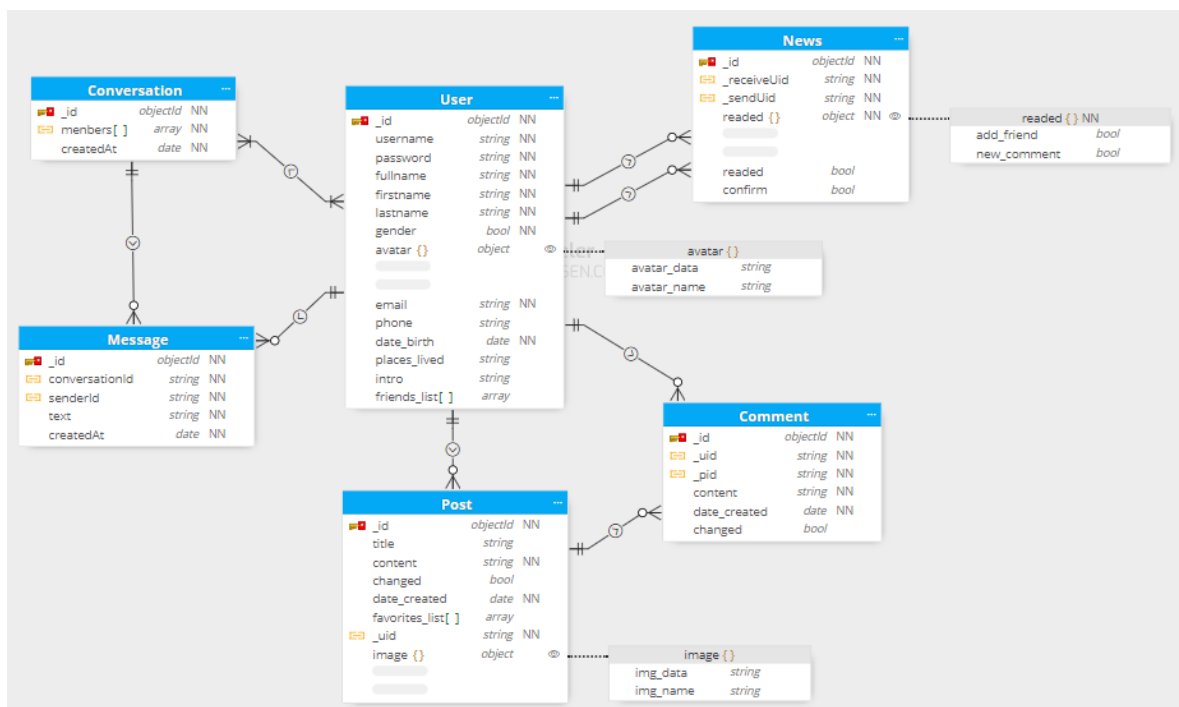 Conversation ...
_id objectId NN
menbers[ ] array NN
createdAt date NN
User ...
_id objectId NN
username string NN
password string NN
fullname string NN
firstname string NN
lastname string NN
gender bool NN
avatar {} object
email string NN
phone string
date_birth date NN
places_lived string
intro string
friends_list[ ] array
News ...
_id objectId NN
_receiveUid string NN
_sendUid string NN
readed {} object NN
readed bool
confirm bool
readed {} NN
add_friend bool
new_comment bool
avatar {}
avatar_data string
avatar_name string
Message ...
_id objectId NN
conversationId string NN
senderId string NN
text string NN
createdAt date NN
Comment ...
_id objectId NN
_uid string NN
_pid string NN
content string NN
date_created date NN
changed bool
Post ...
_id objectId NN
title string
content string NN
changed bool
date_created date NN
favorites_list[ ] array
_uid string NN
image {} object
image {}
img_data string
img_name string